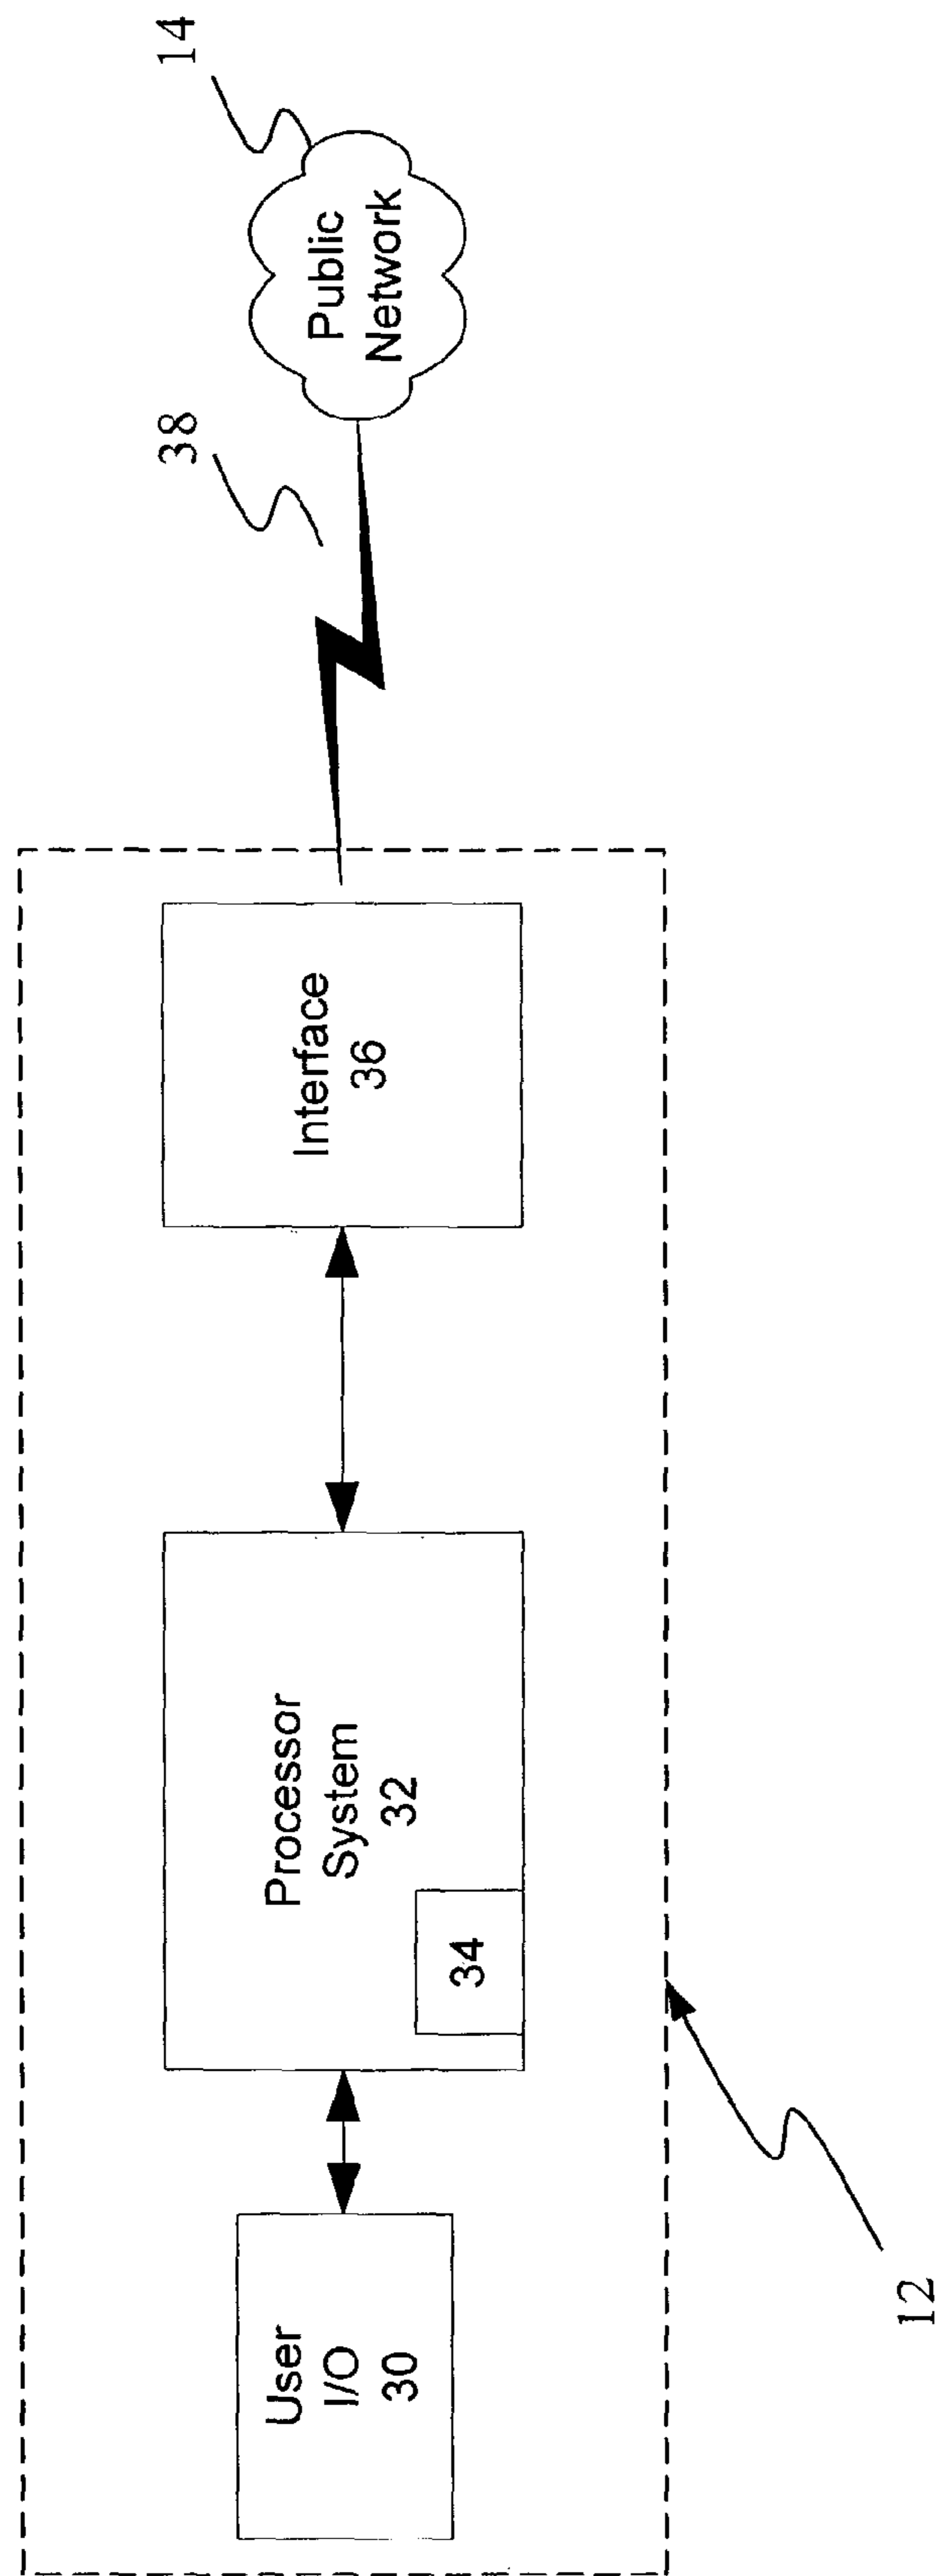 User
I/O
30
Processor
System
32
34
Interface
36
38
Public
Network
14
12